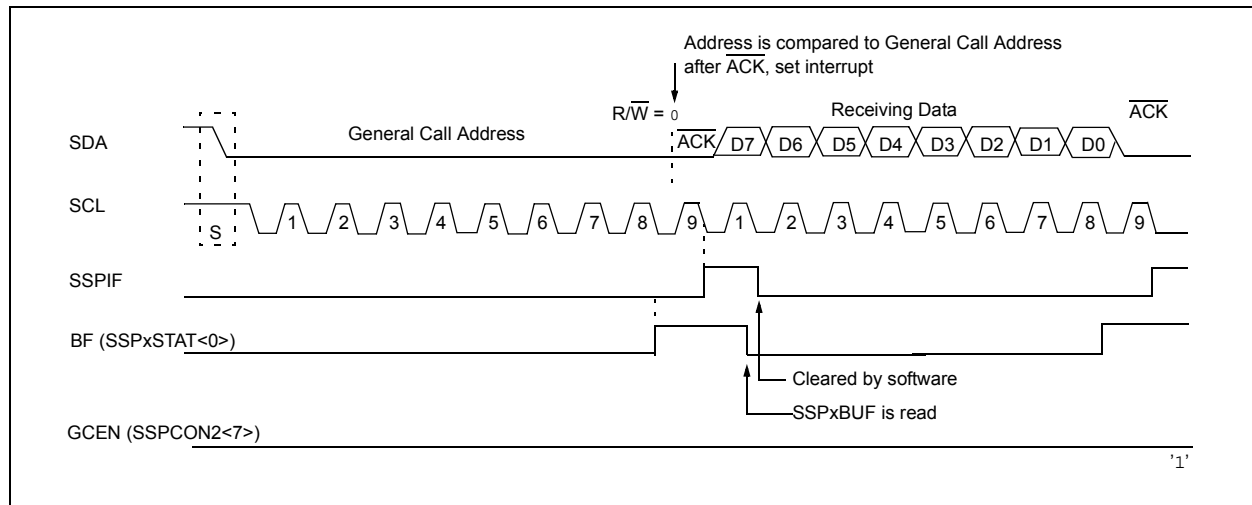 Address is compared to General Call Address
after ACK, set interrupt
R/W = 0
Receiving Data
ACK
SDA
General Call Address
ACK D7 D6 D5 D4 D3 D2 D1 D0
SCL
S
1 2 3 4 5 6 7 8 9 1 2 3 4 5 6 7 8 9
SSPIF
BF (SSPxSTAT<0>)
Cleared by software
SSPxBUF is read
GCEN (SSPCON2<7>)
'1'